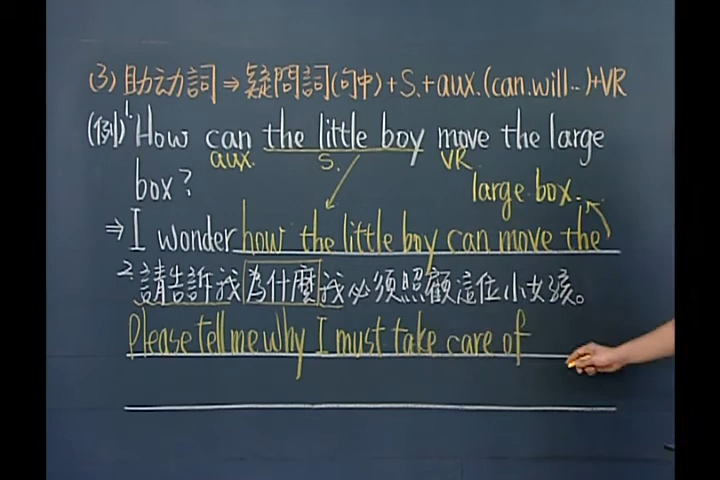 (3) 助动詞 ⇒ 疑問詞(句中)+S.+aux.(can.will..)+VR
(例) 1. How can the little boy move the large
aux. S. VR
box? large box.
⇒ I wonder how the little boy can move the
2. 請告訴我為什麼我必須照顧這位小女孩。
Please tell me why I must take care of